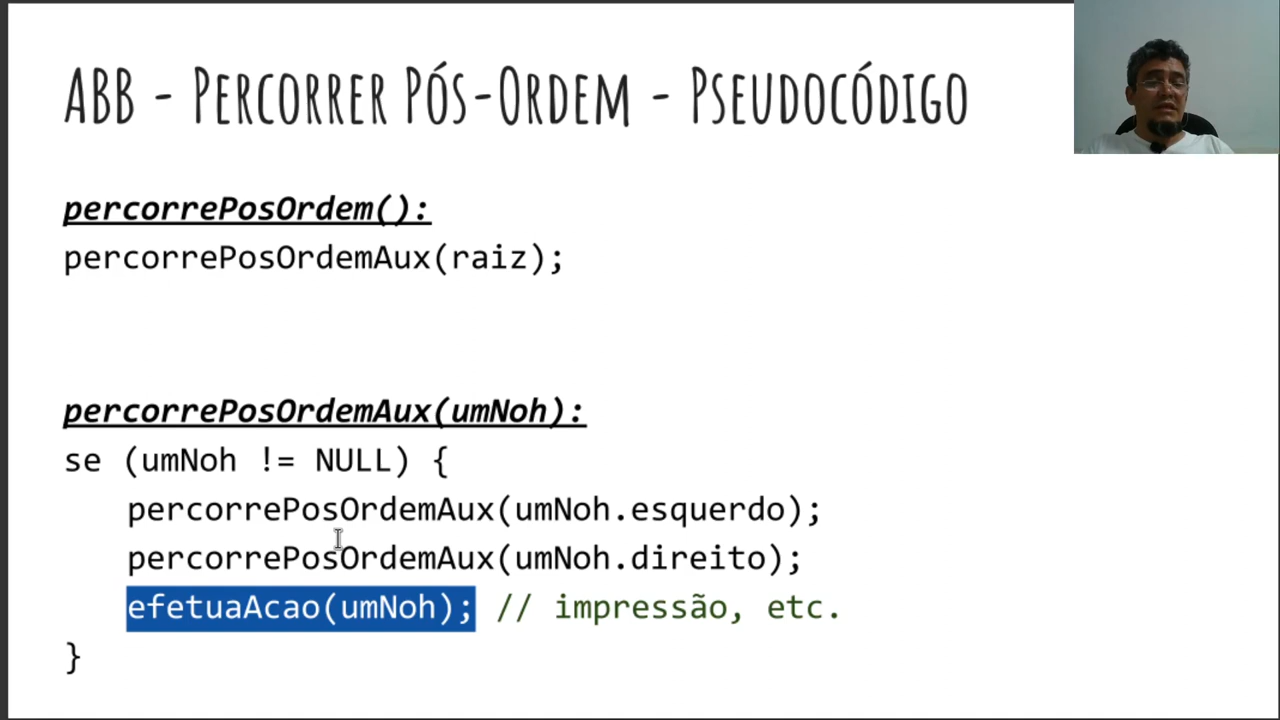 ABB - Percorrer Pós-Ordem - Pseudocódigo
percorrePosOrdem():
percorrePosOrdemAux(raiz);
percorrePosOrdemAux(umNoh):
se (umNoh != NULL) {
percorrePosOrdemAux(umNoh.esquerdo);
percorrePosOrdemAux(umNoh.direito);
efetuaAcao(umNoh); // impressão, etc.
}